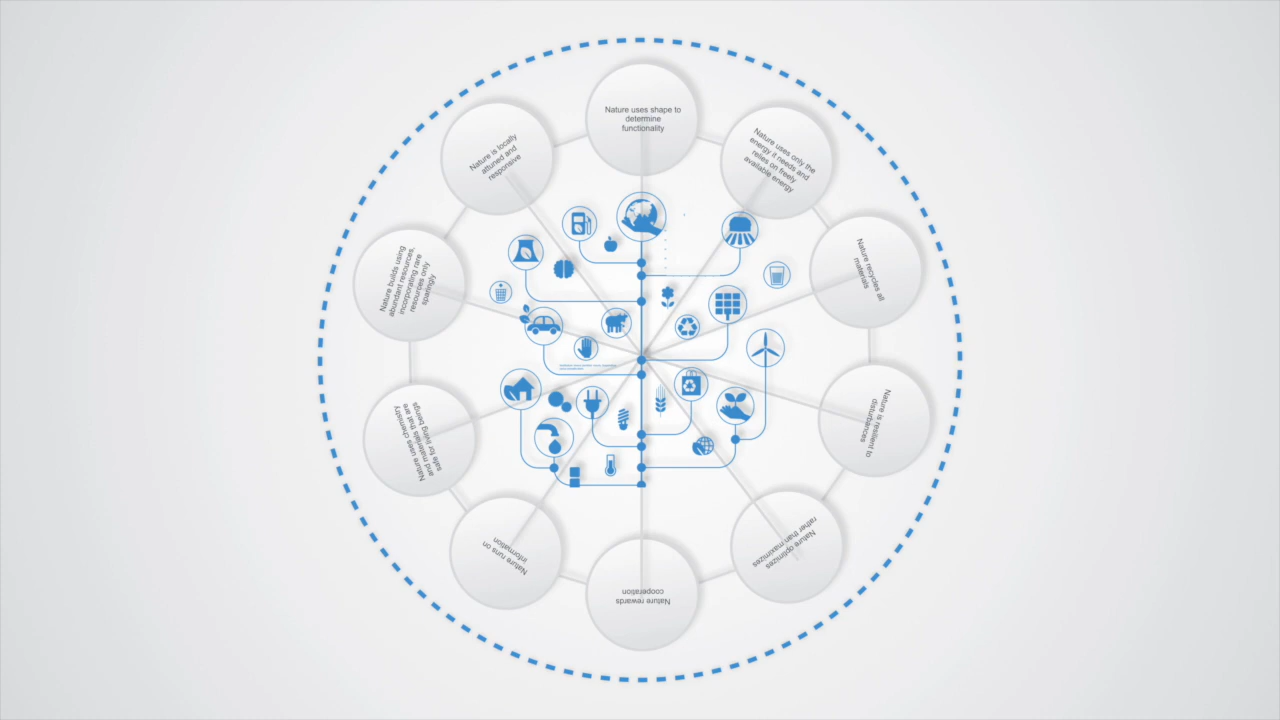 Nature uses shape to
determine
functionality
Nature uses only the
energy it needs and
relies on freely
available energy
Nature recycles all
materials
Nature is resilient to
disturbances
Nature optimizes
rather than maximizes
Nature rewards
cooperation
Nature runs on
information
Nature uses chemistry
and materials that are
safe for living beings
Nature builds using
abundant resources,
incorporating rare
resources only
sparingly
Nature is locally
attuned and
responsive